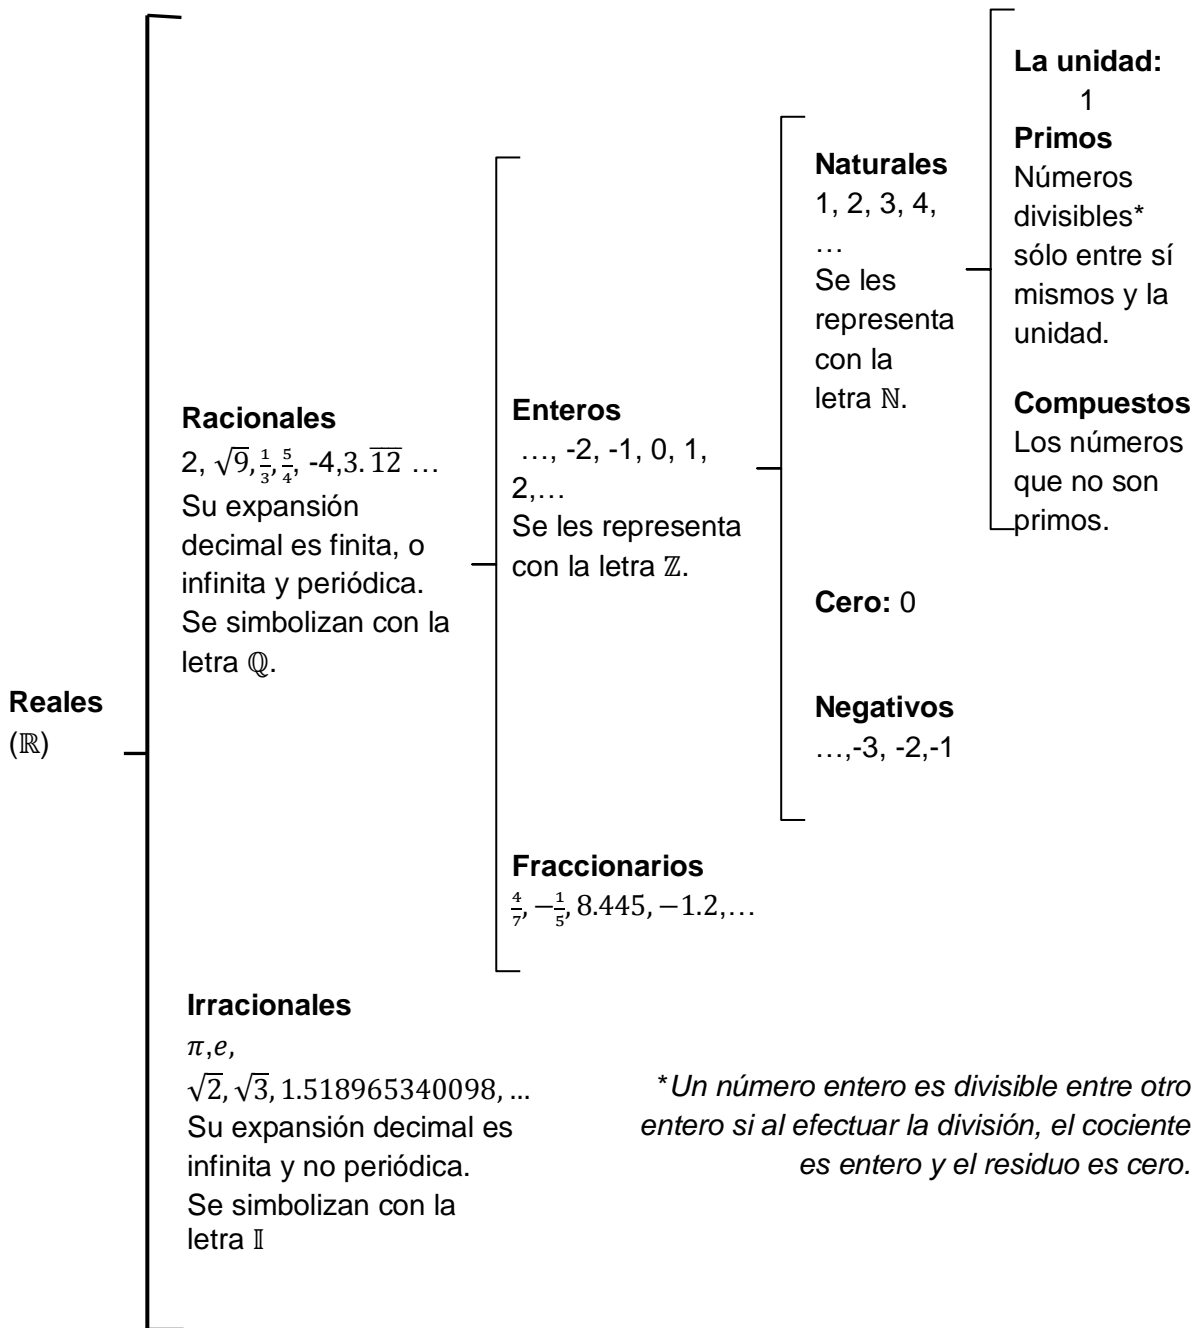 Reales
(ℝ)
Racionales
2, √9, 1/3, 5/4, -4,3. 1̅2̅ …
Su expansión
decimal es finita, o
infinita y periódica.
Se simbolizan con la
letra ℚ.
Enteros
…, -2, -1, 0, 1,
2,…
Se les representa
con la letra ℤ.
Naturales
1, 2, 3, 4,
…
Se les
representa
con la
letra ℕ.
La unidad:
1
Primos
Números
divisibles*
sólo entre sí
mismos y la
unidad.
Compuestos
Los números
que no son
primos.
Cero: 0
Negativos
…,-3, -2,-1
Fraccionarios
4/7, −1/5, 8.445, −1.2,…
Irracionales
π,e,
√2, √3, 1.518965340098, …
Su expansión decimal es
infinita y no periódica.
Se simbolizan con la
letra 𝕀
*Un número entero es divisible entre otro
entero si al efectuar la división, el cociente
es entero y el residuo es cero.